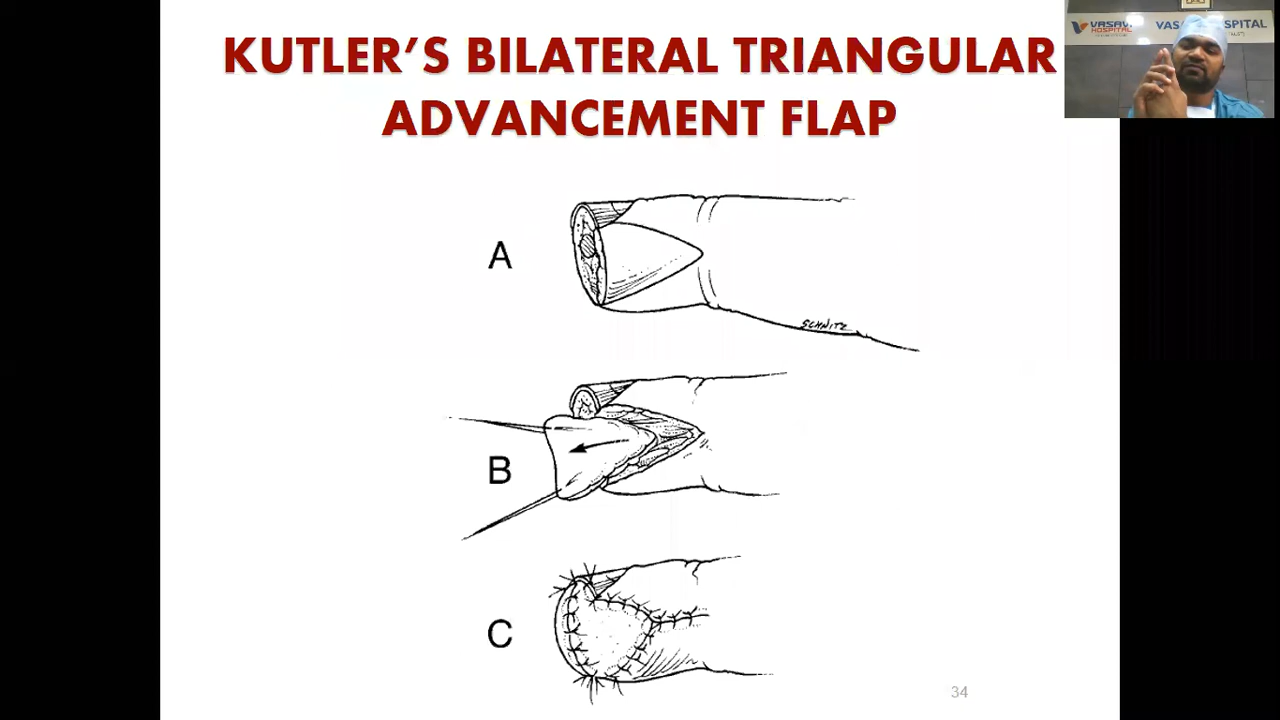 KUTLER'S BILATERAL TRIANGULAR
ADVANCEMENT FLAP
VASAVI
HOSPITAL
A
SCHNITZ
B
C
34